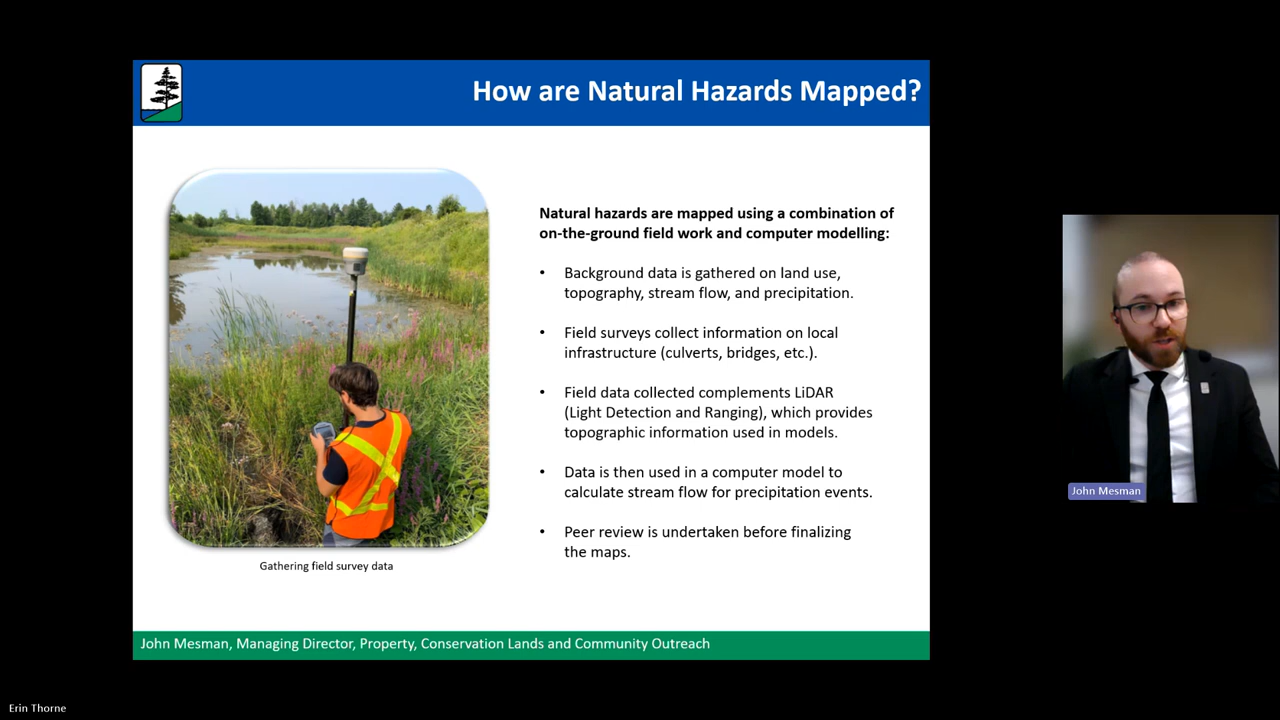 How are Natural Hazards Mapped?
Natural hazards are mapped using a combination of
on-the-ground field work and computer modelling:
• Background data is gathered on land use,
topography, stream flow, and precipitation.
• Field surveys collect information on local
infrastructure (culverts, bridges, etc.).
• Field data collected complements LiDAR
(Light Detection and Ranging), which provides
topographic information used in models.
• Data is then used in a computer model to
calculate stream flow for precipitation events.
• Peer review is undertaken before finalizing
the maps.
Gathering field survey data
John Mesman, Managing Director, Property, Conservation Lands and Community Outreach
John Mesman
Erin Thorne